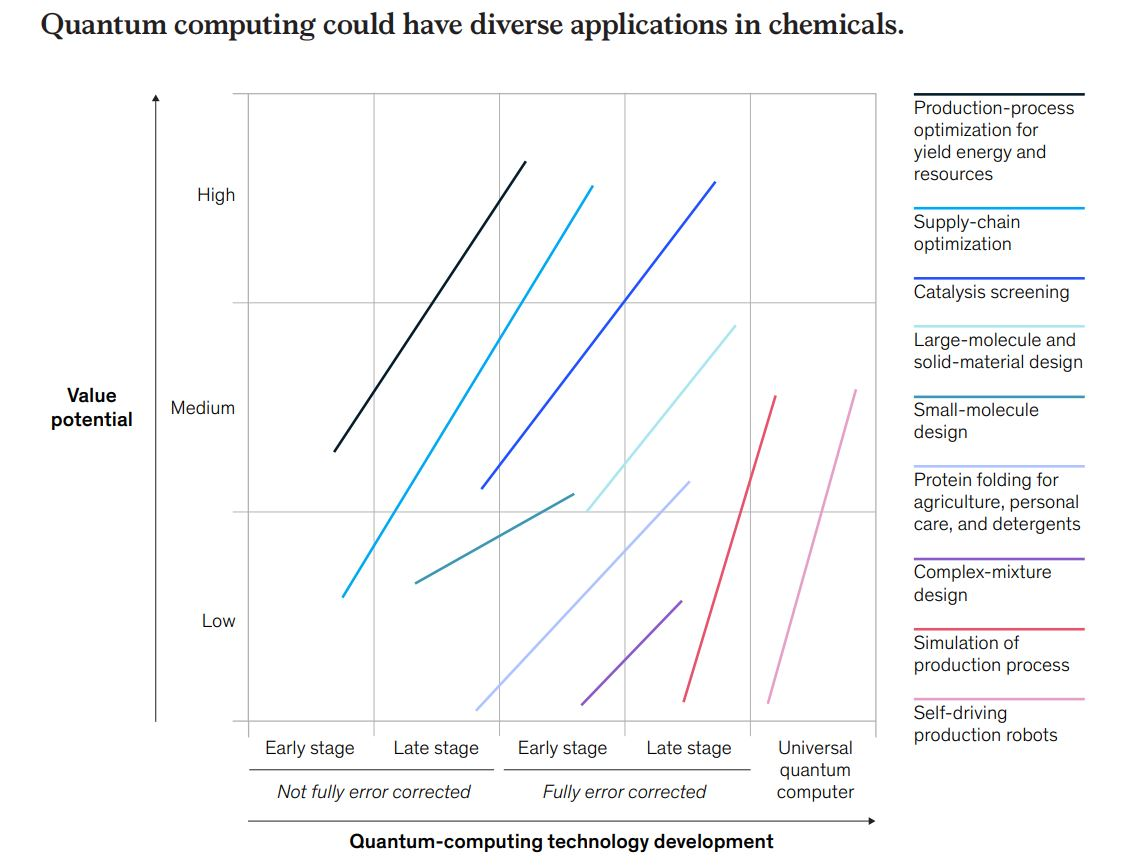 Quantum computing could have diverse applications in chemicals.
Value
potential
High
Medium
Low
Early stage
Late stage
Early stage
Late stage
Universal
quantum
computer
Not fully error corrected
Fully error corrected
Quantum-computing technology development
Production-process
optimization for
yield energy and
resources
Supply-chain
optimization
Catalysis screening
Large-molecule and
solid-material design
Small-molecule
design
Protein folding for
agriculture, personal
care, and detergents
Complex-mixture
design
Simulation of
production process
Self-driving
production robots